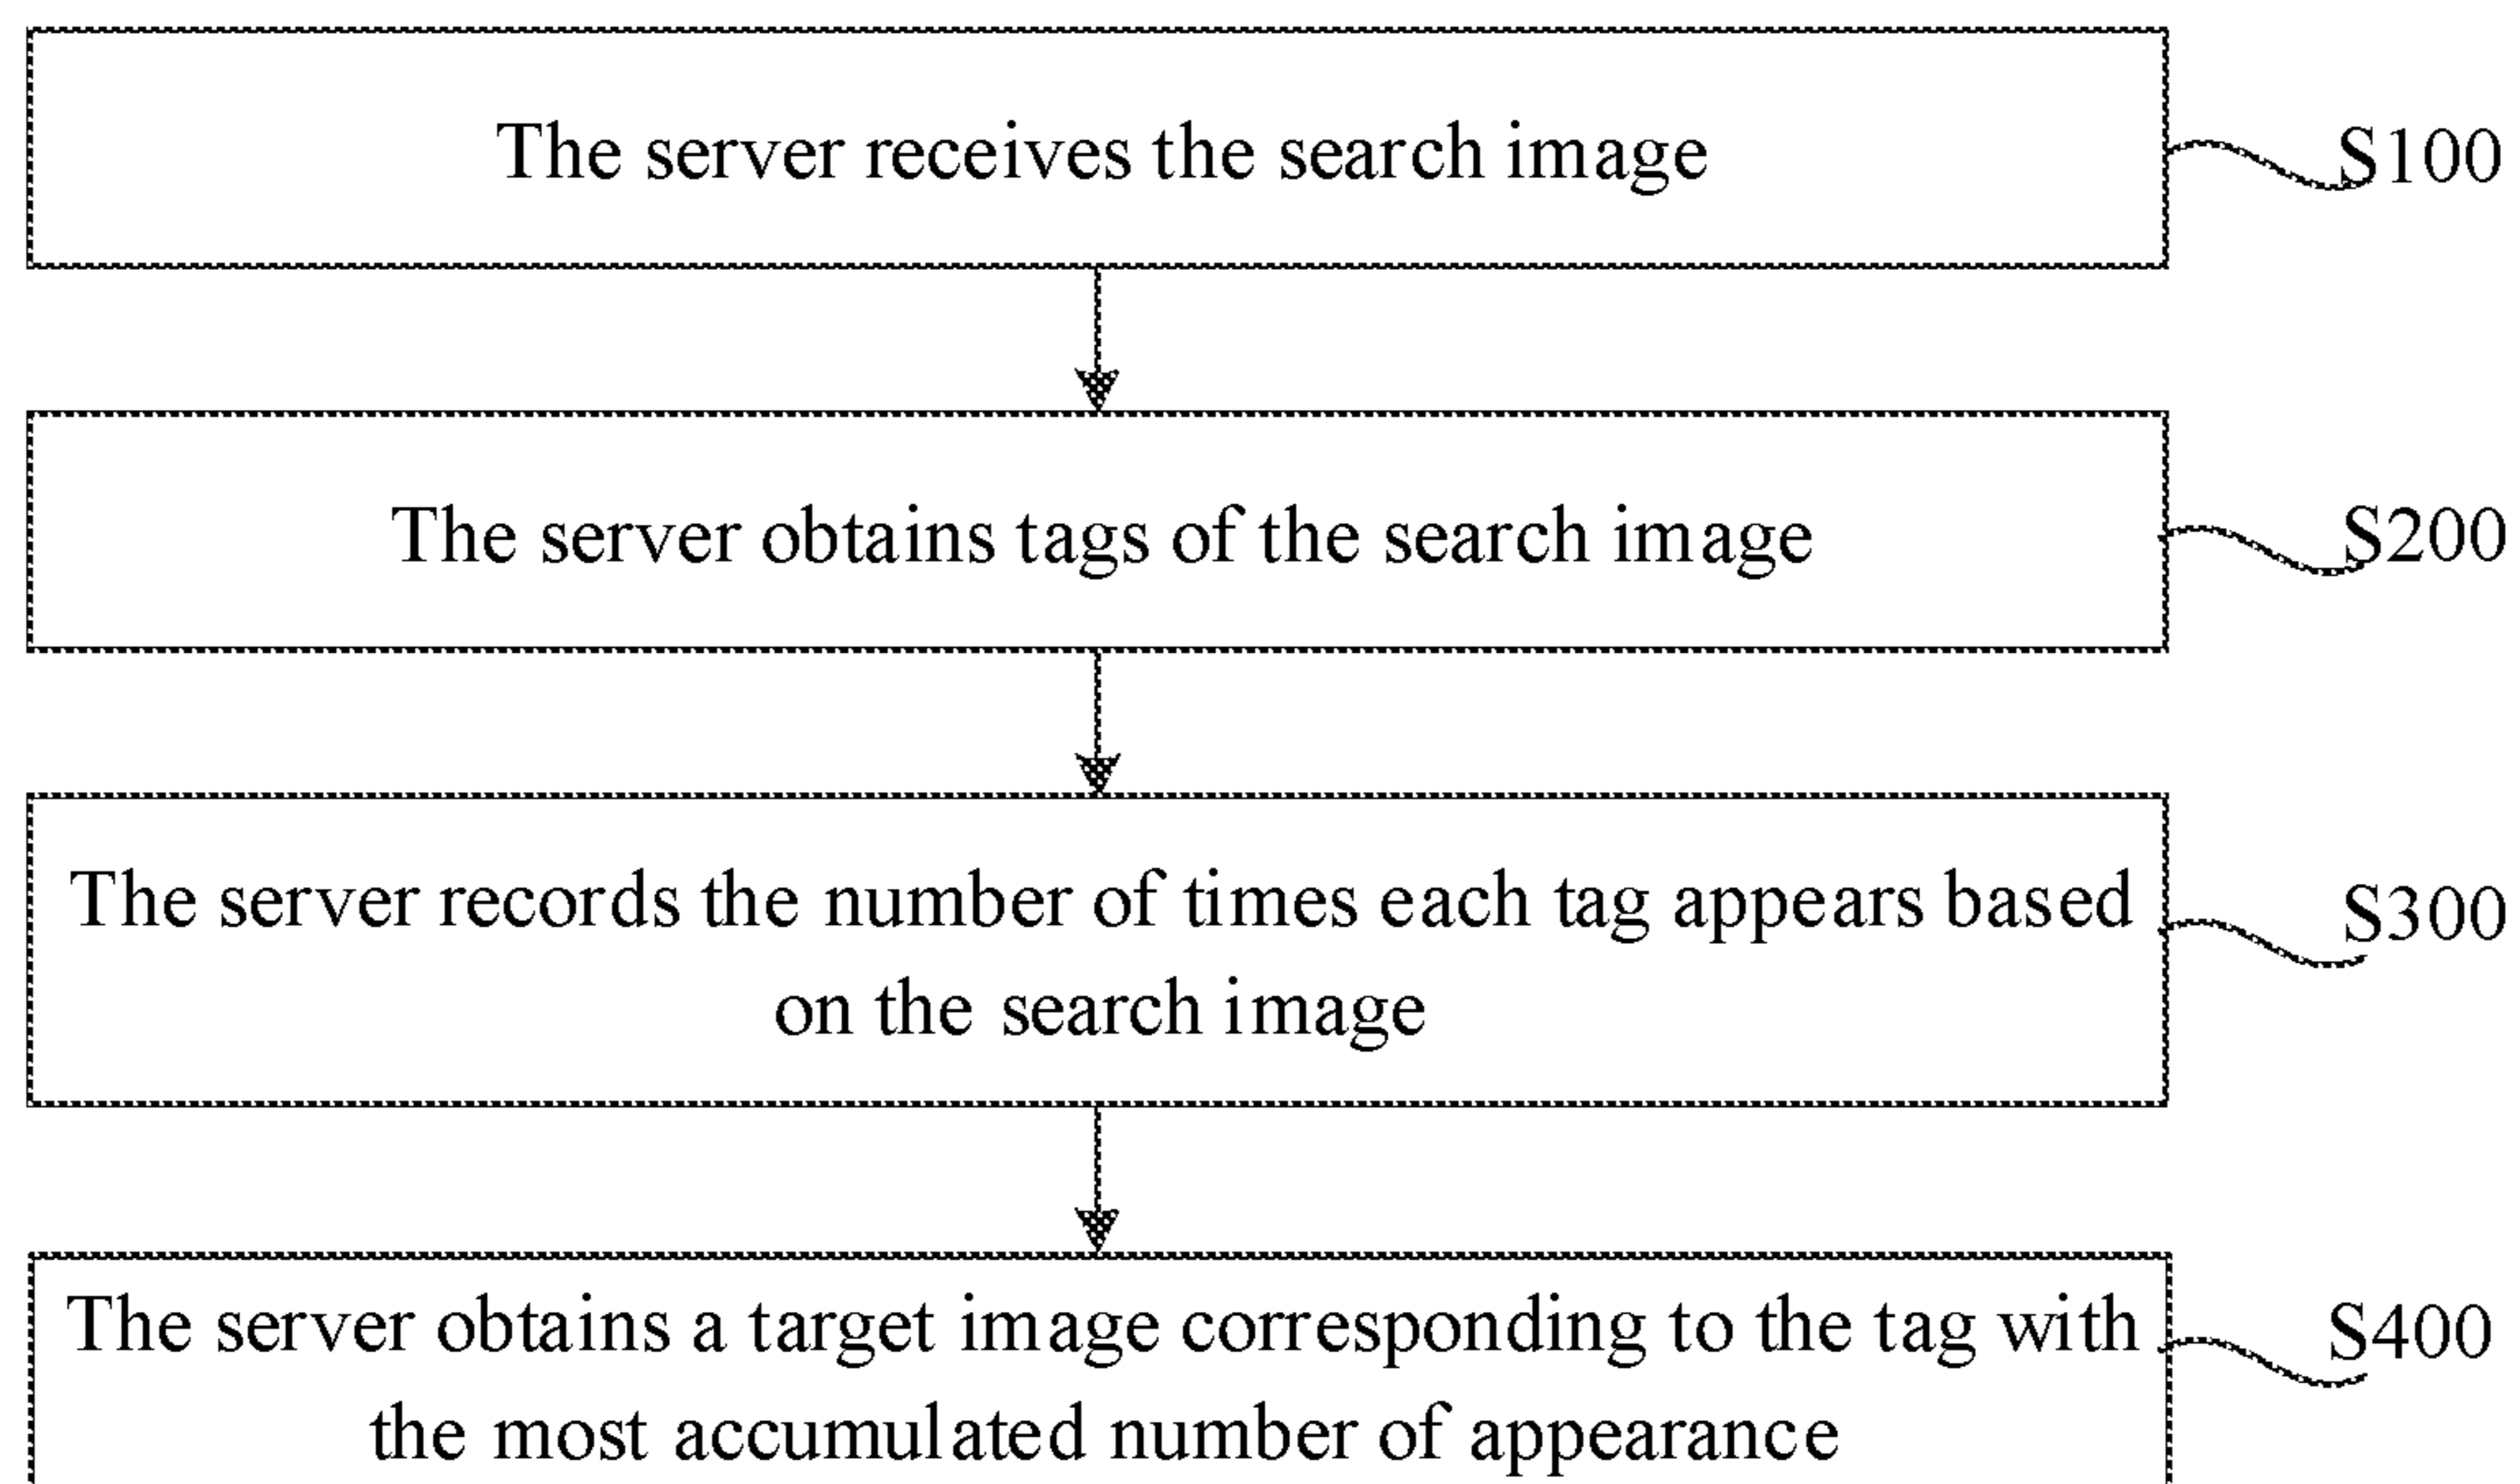 The server receives the search image
S100
The server obtains tags of the search image
S200
The server records the number of times each tag appears based
on the search image
S300
The server obtains a target image corresponding to the tag with
the most accumulated number of appearance
S400